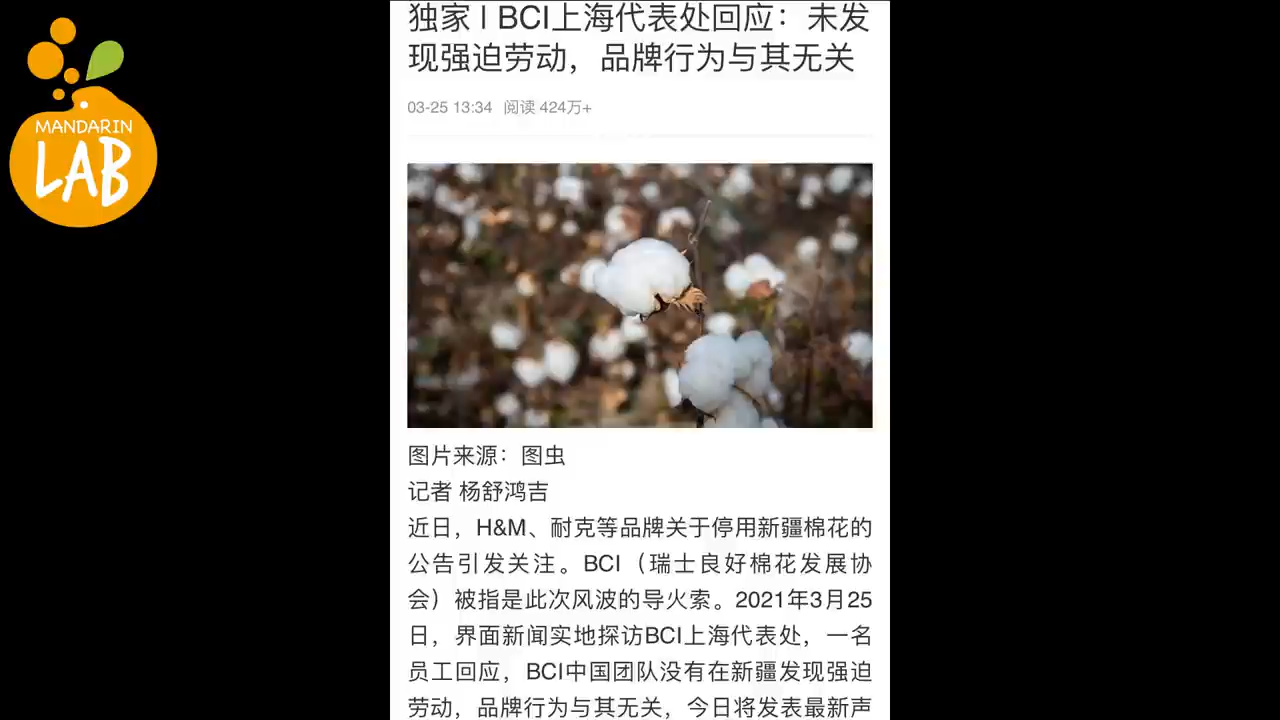 MANDARIN
LAB
独家 | BCI上海代表处回应：未发
现强迫劳动，品牌行为与其无关
03-25 13:34 阅读 424万+
图片来源：图虫
记者 杨舒鸿吉
近日，H&M、耐克等品牌关于停用新疆棉花的
公告引发关注。BCI（瑞士良好棉花发展协
会）被指是此次风波的导火索。2021年3月25
日，界面新闻实地探访BCI上海代表处，一名
员工回应，BCI中国团队没有在新疆发现强迫
劳动，品牌行为与其无关，今日将发表最新声